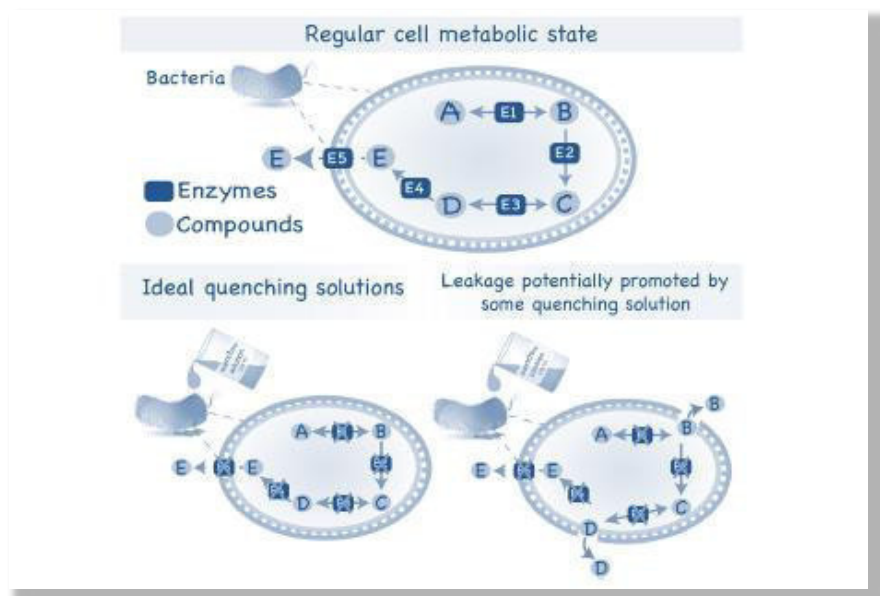 Regular cell metabolic state
Bacteria
A E1 B
E2
E E5 E
E4
D E3 C
Enzymes
Compounds
Ideal quenching solutions
Leakage potentially promoted by
some quenching solution
A B
E E
D C
B
A B
E E
C
D
D